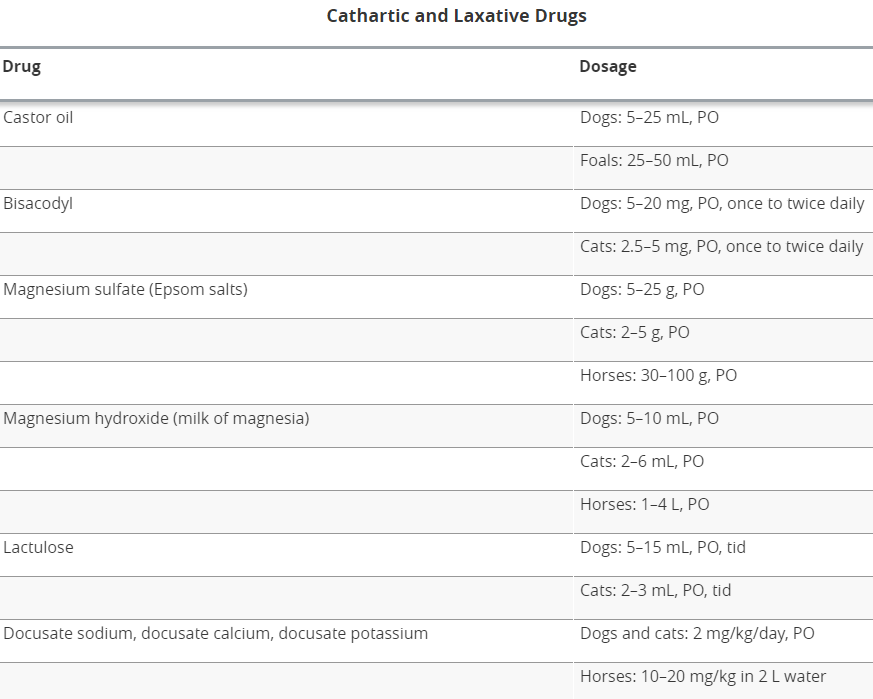 Cathartic and Laxative Drugs
Drug Dosage
Castor oil Dogs: 5–25 mL, PO
Foals: 25–50 mL, PO
Bisacodyl Dogs: 5–20 mg, PO, once to twice daily
Cats: 2.5–5 mg, PO, once to twice daily
Magnesium sulfate (Epsom salts) Dogs: 5–25 g, PO
Cats: 2–5 g, PO
Horses: 30–100 g, PO
Magnesium hydroxide (milk of magnesia) Dogs: 5–10 mL, PO
Cats: 2–6 mL, PO
Horses: 1–4 L, PO
Lactulose Dogs: 5–15 mL, PO, tid
Cats: 2–3 mL, PO, tid
Docusate sodium, docusate calcium, docusate potassium Dogs and cats: 2 mg/kg/day, PO
Horses: 10–20 mg/kg in 2 L water